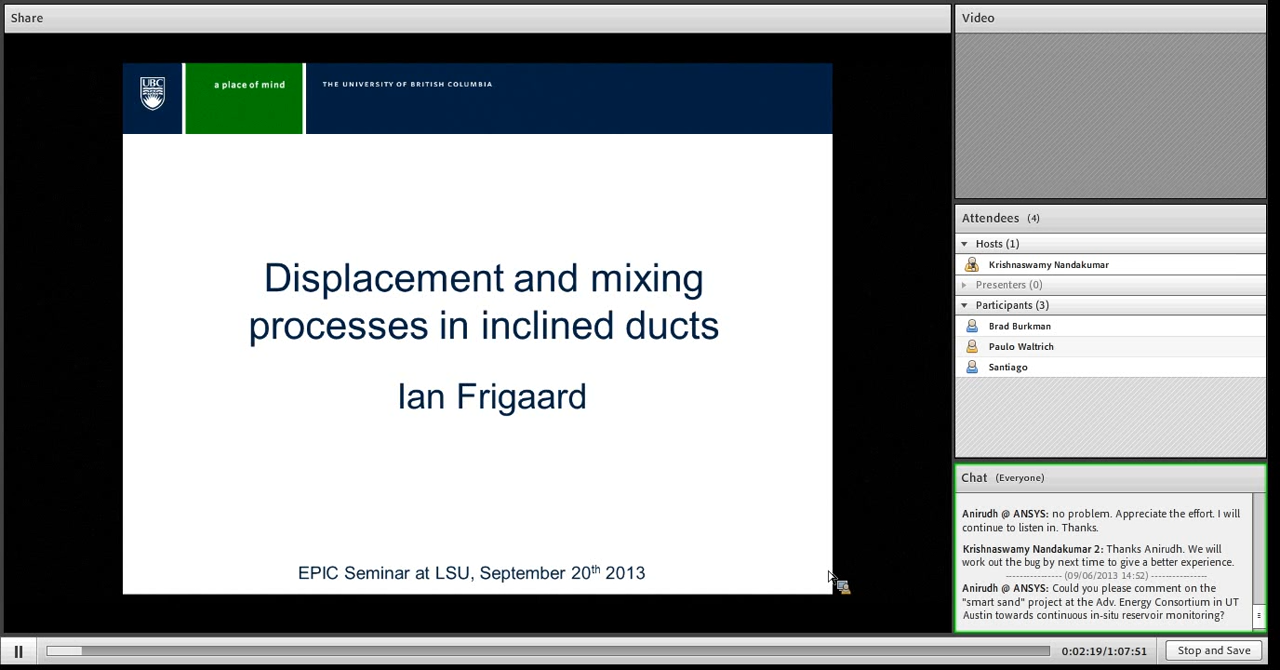 Share
UBC
a place of mind
THE UNIVERSITY OF BRITISH COLUMBIA
Displacement and mixing
processes in inclined ducts
Ian Frigaard
EPIC Seminar at LSU, September 20th 2013
Video
Attendees (4)
Hosts (1)
Krishnaswamy Nandakumar
Presenters (0)
Participants (3)
Brad Burkman
Paulo Waltrich
Santiago
Chat (Everyone)
Anirudh @ ANSYS: no problem. Appreciate the effort. I will
continue to listen in. Thanks.
Krishnaswamy Nandakumar 2: Thanks Anirudh. We will
work out the bug by next time to give a better experience.
------------------ (09/06/2013 14:52) ----------------
Anirudh @ ANSYS: Could you please comment on the
"smart sand" project at the Adv. Energy Consortium in UT
Austin towards continuous in-situ reservoir monitoring?
0:02:19/1:07:51
Stop and Save